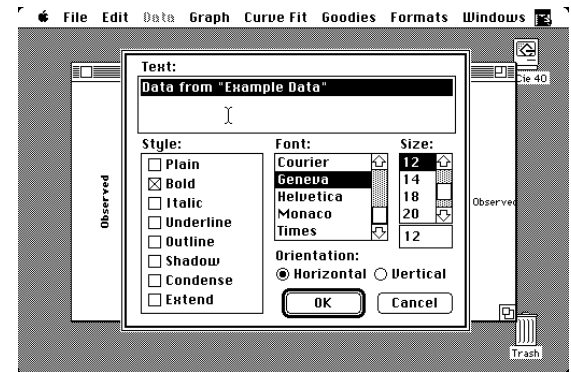 File Edit Data Graph Curve Fit Goodies Formats Windows
Cie 40
Text:
Data from "Example Data"
Style:
Plain
Bold
Italic
Underline
Outline
Shadow
Condense
Extend
Font:
Courier
Geneva
Helvetica
Monaco
Times
Size:
12
14
18
20
12
Orientation:
Horizontal Vertical
OK Cancel
Observed
Observed
Trash